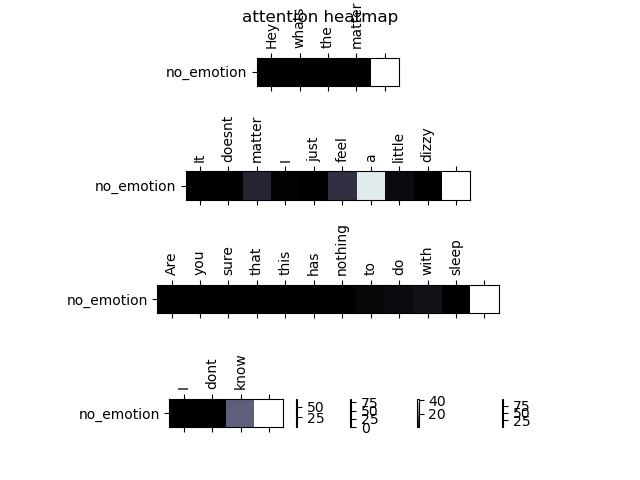 attention heatmap
Hey whats the matter
no_emotion
It doesnt matter I just feel a little dizzy
no_emotion
Are you sure that this has nothing to do with sleep
no_emotion
I dont know
no_emotion
50 25
75 50 25 0
40 20
75 50 25